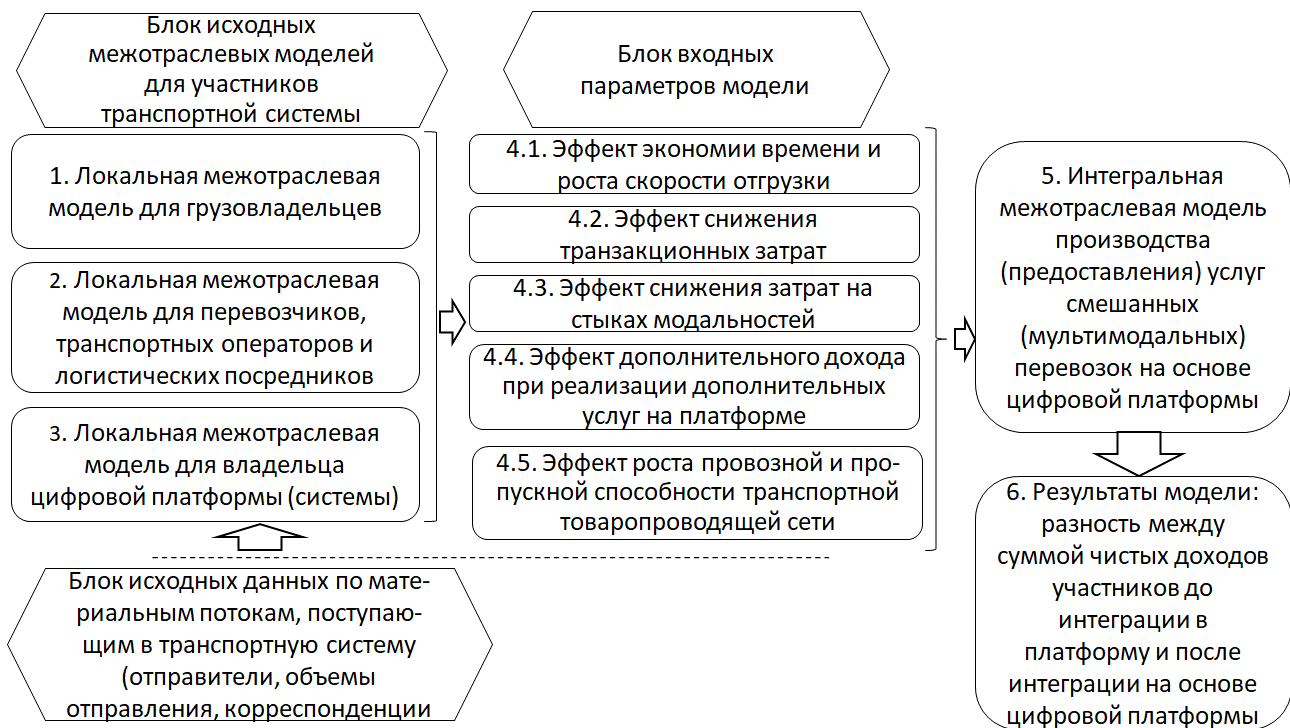 Блок исходных
межотраслевых моделей
для участников
транспортной системы
1. Локальная межотраслевая
модель для грузовладельцев
2. Локальная межотраслевая
модель для перевозчиков,
транспортных операторов и
логистических посредников
3. Локальная межотраслевая
модель для владельца
цифровой платформы (системы)
Блок исходных данных по мате-
риальным потокам, поступаю-
щим в транспортную систему
(отправители, объемы
отправления, корреспонденции
Блок входных
параметров модели
4.1. Эффект экономии времени и
роста скорости отгрузки
4.2. Эффект снижения
транзакционных затрат
4.3. Эффект снижения затрат на
стыках модальностей
4.4. Эффект дополнительного дохода
при реализации дополнительных
услуг на платформе
4.5. Эффект роста провозной и про-
пускной способности транспортной
товаропроводящей сети
5. Интегральная
межотраслевая модель
производства
(предоставления) услуг
смешанных
(мультимодальных)
перевозок на основе
цифровой платформы
6. Результаты модели:
разность между
суммой чистых доходов
участников до
интеграции в
платформу и после
интеграции на основе
цифровой платформы